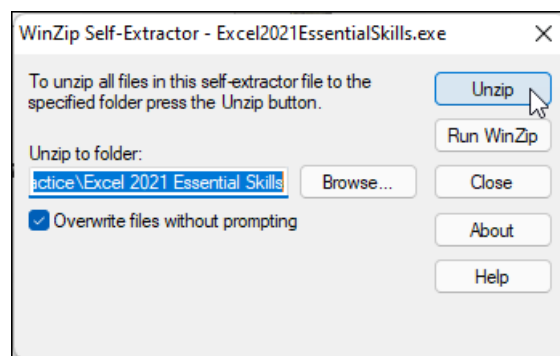 WinZip Self-Extractor - Excel2021EssentialSkills.exe
To unzip all files in this self-extractor file to the
specified folder press the Unzip button.
Unzip
Run WinZip
Unzip to folder:
actice\Excel 2021 Essential Skills
Browse...
Close
Overwrite files without prompting
About
Help